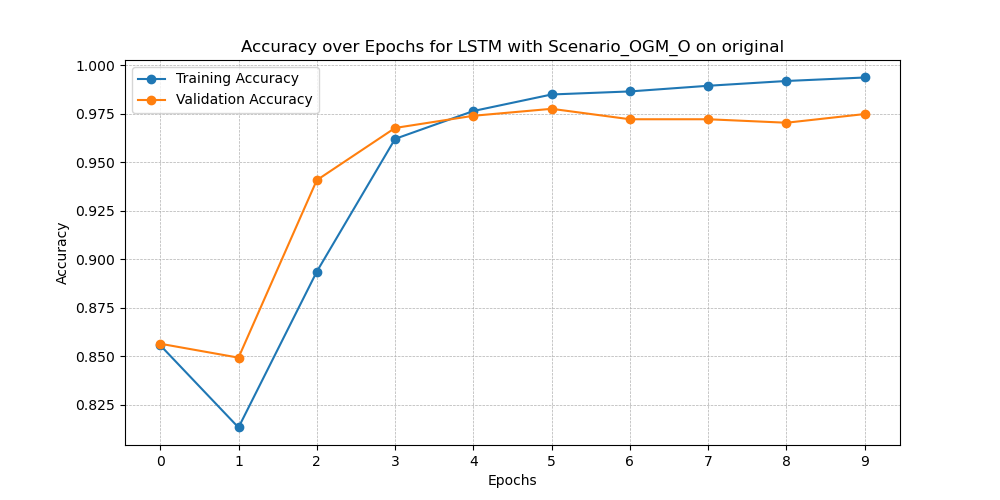 Accuracy over Epochs for LSTM with Scenario_OGM_O on original
Training Accuracy
Validation Accuracy
1.000
0.975
0.950
0.925
0.900
0.875
0.850
0.825
Accuracy
0 1 2 3 4 5 6 7 8 9
Epochs